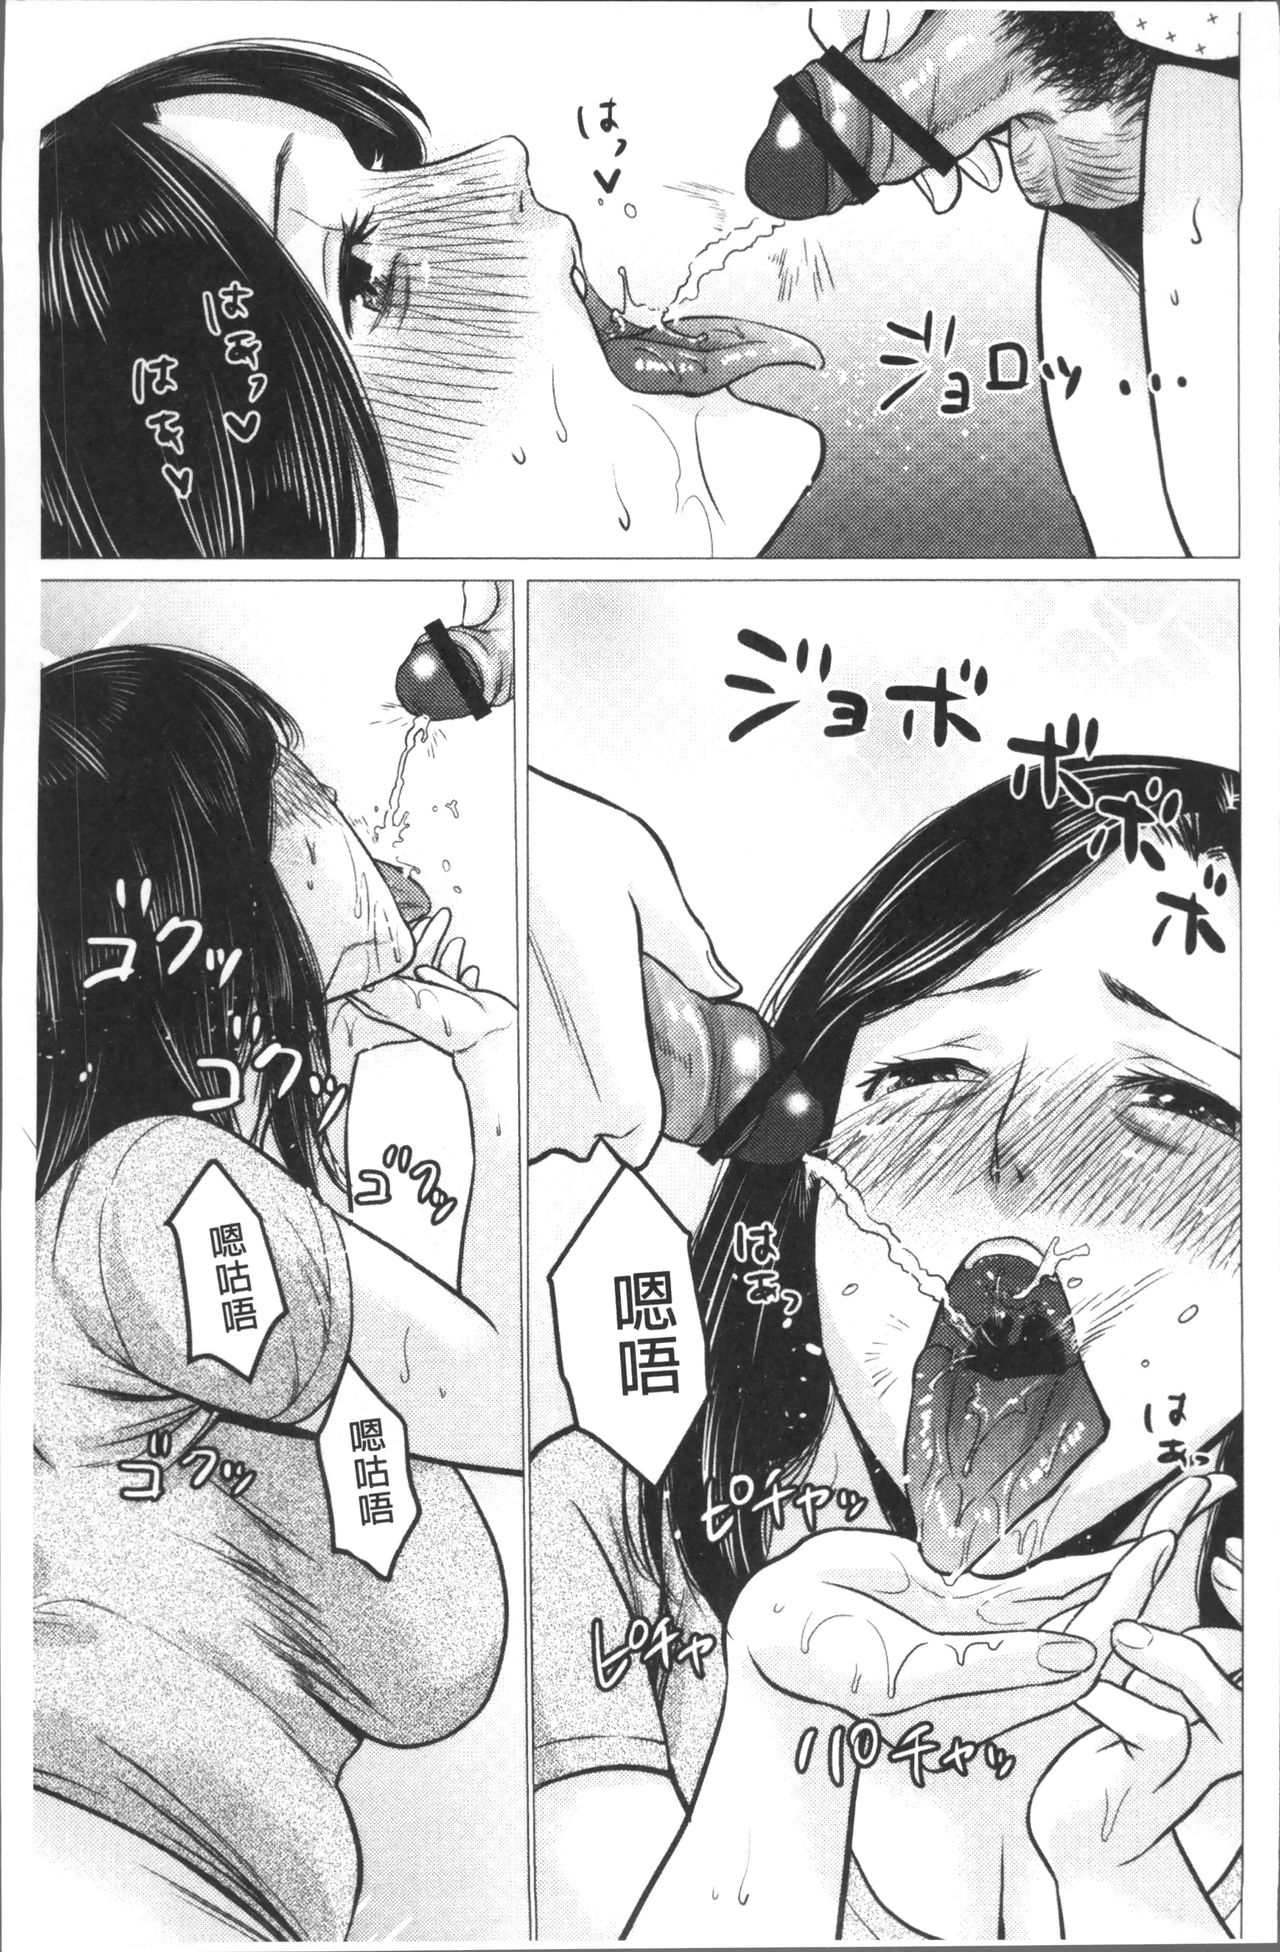 はっ♥
ジョロッ...
はあっ♥
はあ♥
ジョボボボボ
嗯唔
はあっ
はあっ
ピチャッ
ピチャ
パチャッ
ゴクッ
ゴクッ
ゴクッ
嗯咕唔
嗯咕唔
ゴクッ